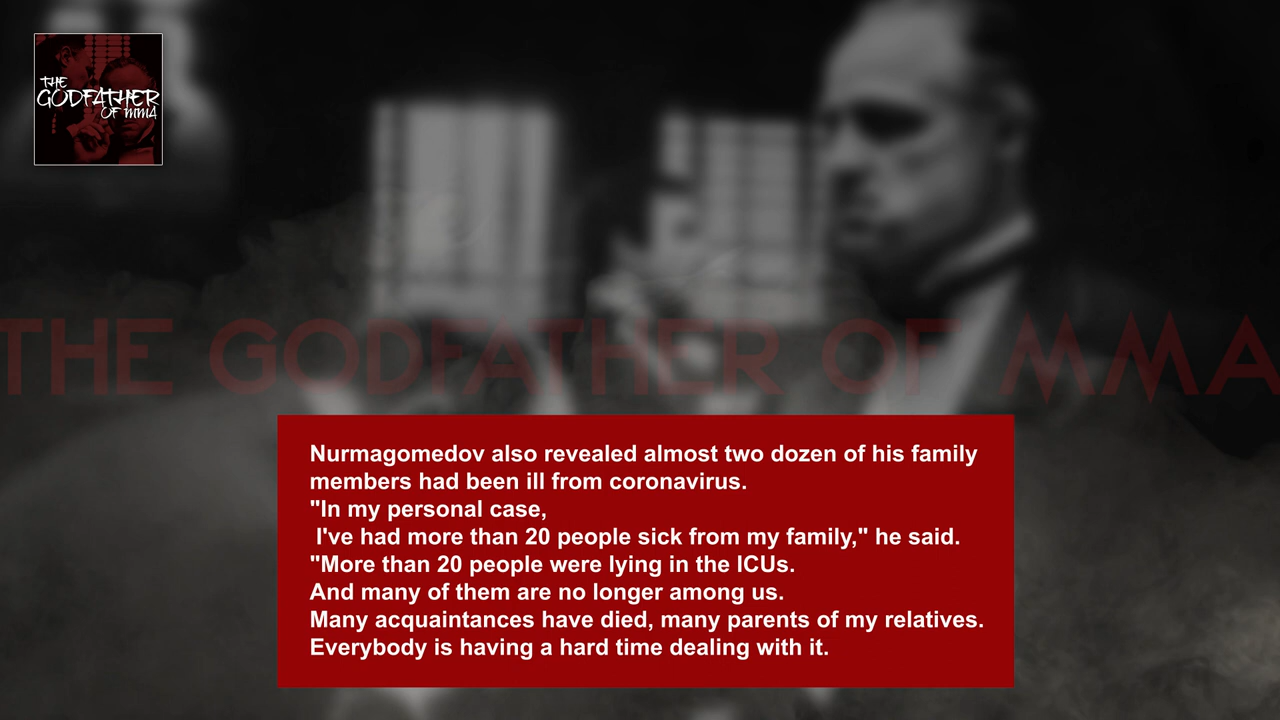 THE
GODFATHER
OF MMA
THE GODFATHER OF MMA
Nurmagomedov also revealed almost two dozen of his family
members had been ill from coronavirus.
"In my personal case,
I've had more than 20 people sick from my family," he said.
"More than 20 people were lying in the ICUs.
And many of them are no longer among us.
Many acquaintances have died, many parents of my relatives.
Everybody is having a hard time dealing with it.